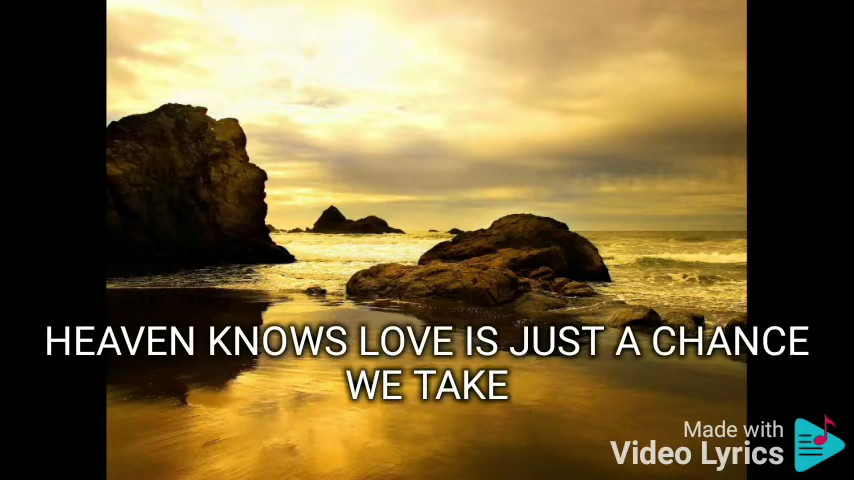 HEAVEN KNOWS LOVE IS JUST A CHANCE
WE TAKE
Made with
Video Lyrics